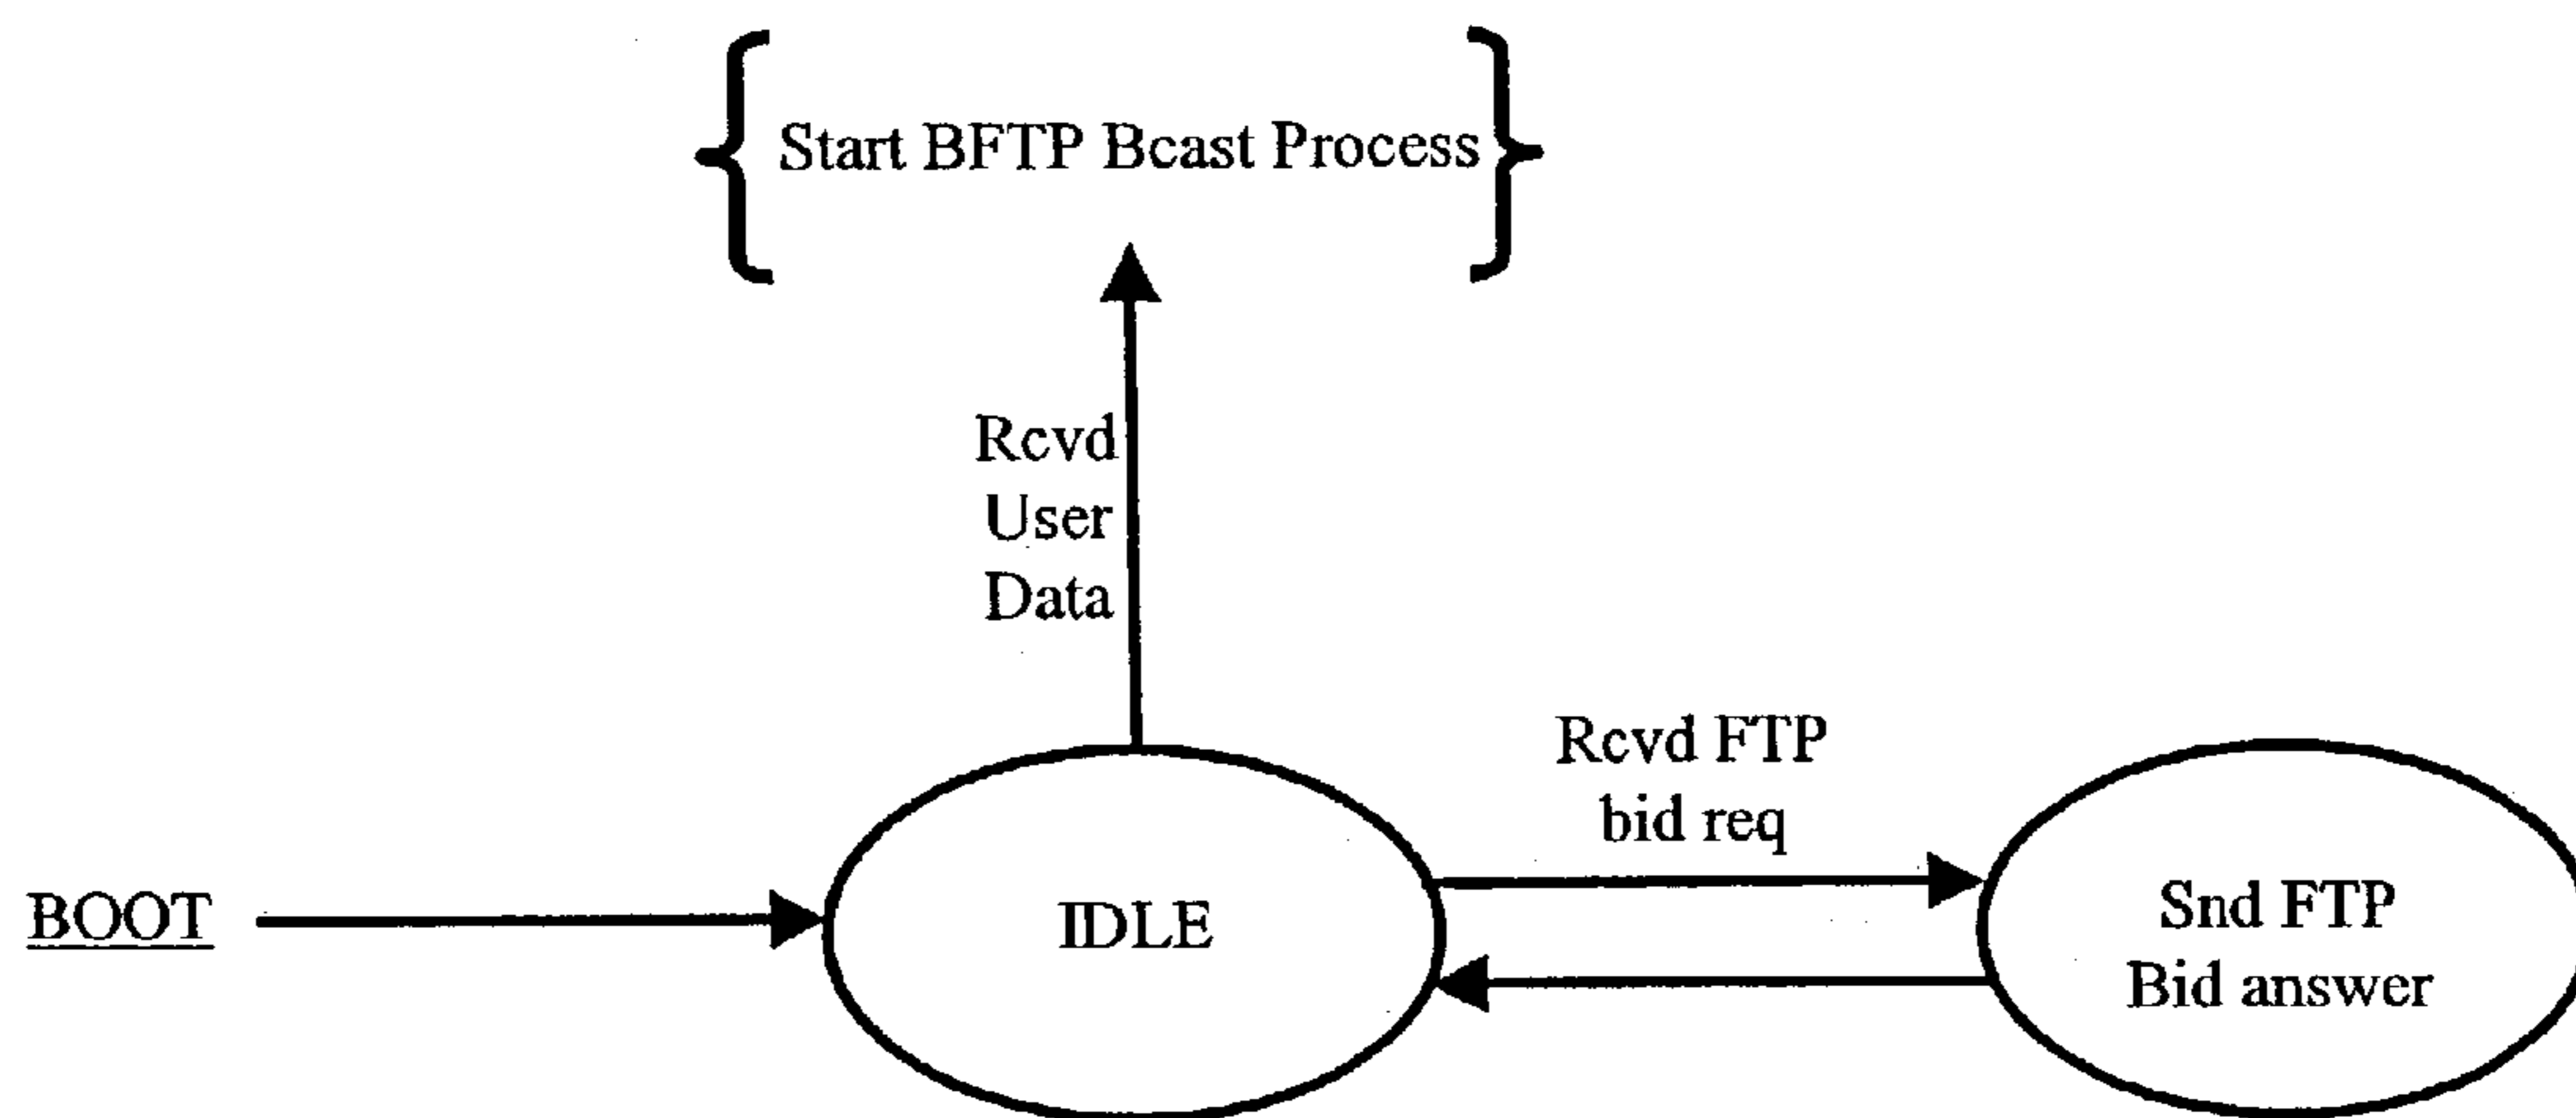 Start BFTP Bcast Process
Rcvd
User
Data
Rcvd FTP
bid req
BOOT
IDLE
Snd FTP
Bid answer